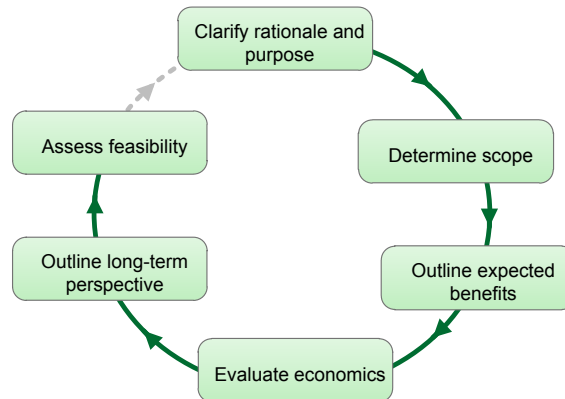 Clarify rationale and
purpose
Determine scope
Outline expected
benefits
Evaluate economics
Outline long-term
perspective
Assess feasibility